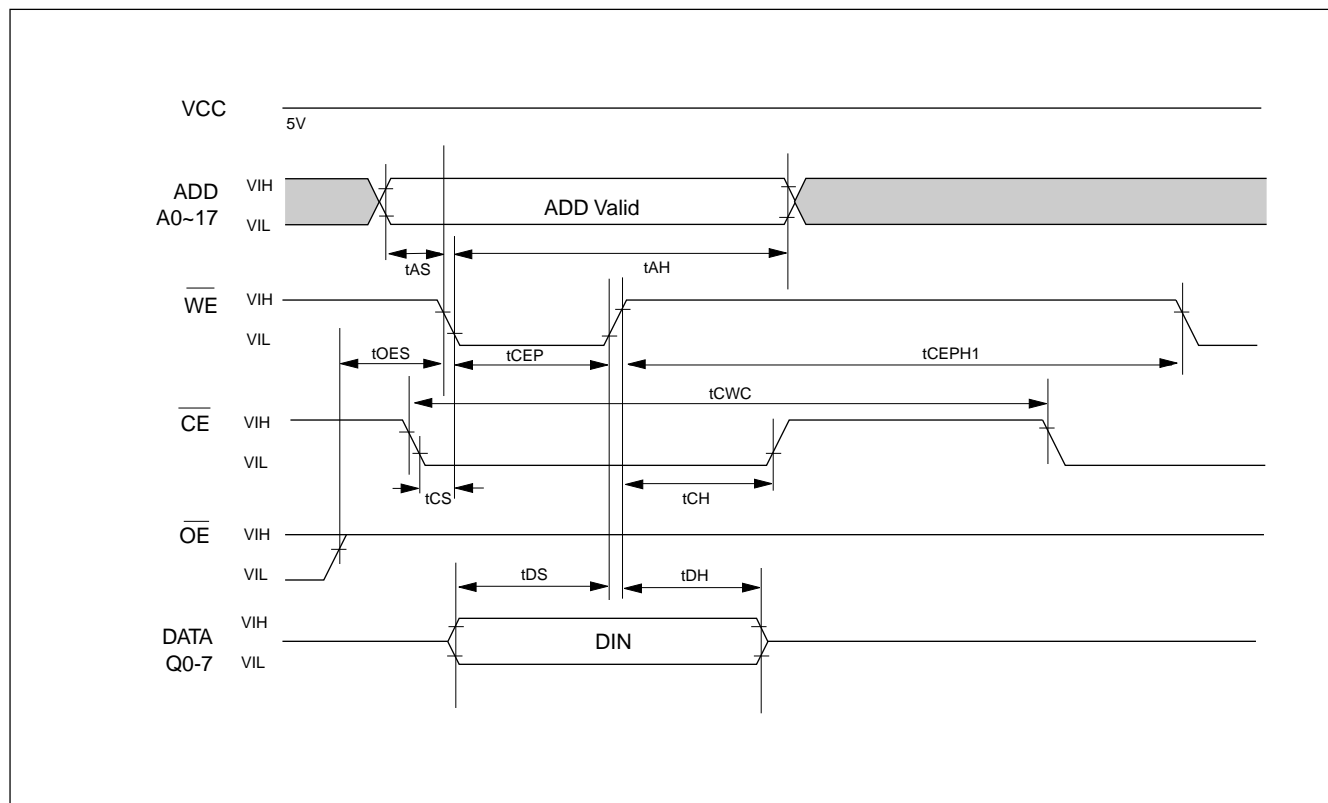 VCC
5V
ADD
A0~17
VIH
VIL
ADD Valid
tAS
tAH
WE
VIH
VIL
tOES
tCEP
tCEPH1
tCWC
CE
VIH
VIL
tCS
tCH
OE
VIH
VIL
tDS
tDH
DATA
Q0-7
VIH
VIL
DIN